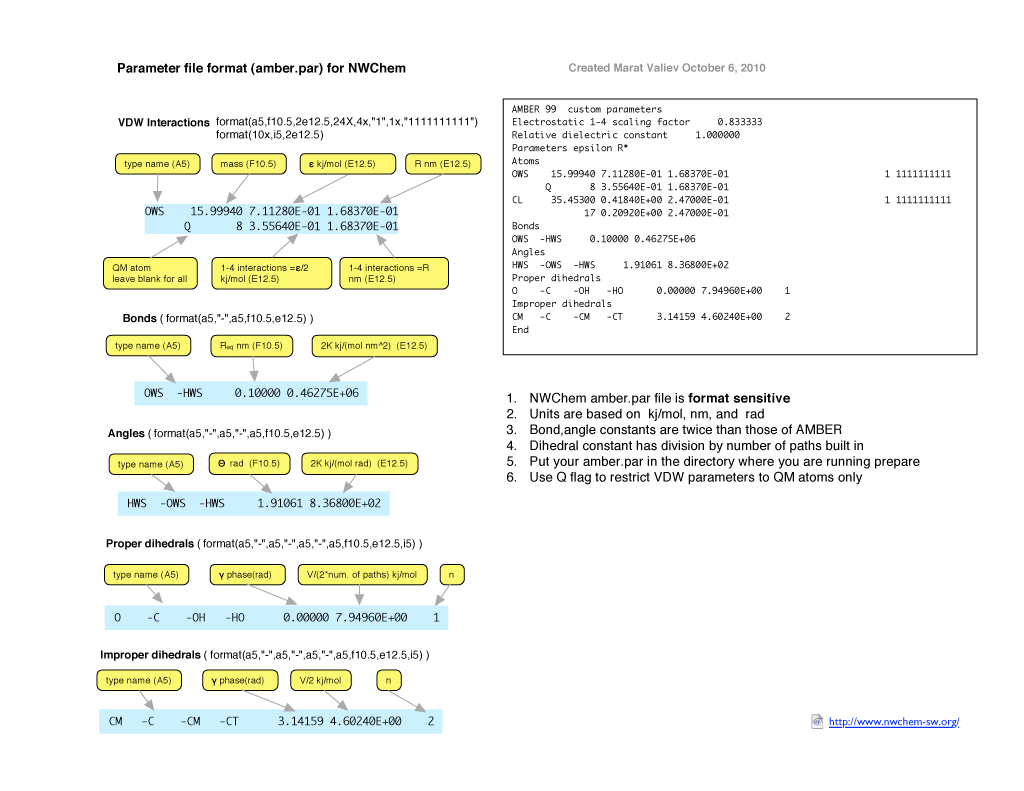 Parameter file format (amber.par) for NWChem
Created Marat Valiev October 6, 2010
VDW Interactions format(a5,f10.5,2e12.5,24X,4x,"1",1x,"1111111111")
format(10x,i5,2e12.5)
type name (A5) mass (F10.5) ε kj/mol (E12.5) R nm (E12.5)
OWS 15.99940 7.11280E-01 1.68370E-01
Q 8 3.55640E-01 1.68370E-01
QM atom
leave blank for all
1-4 interactions =ε/2
kj/mol (E12.5)
1-4 interactions =R
nm (E12.5)
Bonds ( format(a5,"-",a5,f10.5,e12.5) )
type name (A5) Req nm (F10.5) 2K kj/(mol nm^2) (E12.5)
OWS -HWS 0.10000 0.46275E+06
Angles ( format(a5,"-",a5,"-",a5,f10.5,e12.5) )
type name (A5) Θ rad (F10.5) 2K kj/(mol rad) (E12.5)
HWS -OWS -HWS 1.91061 8.36800E+02
Proper dihedrals ( format(a5,"-",a5,"-",a5,"-",a5,f10.5,e12.5,i5) )
type name (A5) γ phase(rad) V/(2*num. of paths) kj/mol n
O -C -OH -HO 0.00000 7.94960E+00 1
Improper dihedrals ( format(a5,"-",a5,"-",a5,"-",a5,f10.5,e12.5,i5) )
type name (A5) γ phase(rad) V/2 kj/mol n
CM -C -CM -CT 3.14159 4.60240E+00 2
AMBER 99 custom parameters
Electrostatic 1-4 scaling factor 0.833333
Relative dielectric constant 1.000000
Parameters epsilon R*
Atoms
OWS 15.99940 7.11280E-01 1.68370E-01 1 1111111111
Q 8 3.55640E-01 1.68370E-01
CL 35.45300 0.41840E+00 2.47000E-01 1 1111111111
17 0.20920E+00 2.47000E-01
Bonds
OWS -HWS 0.10000 0.46275E+06
Angles
HWS -OWS -HWS 1.91061 8.36800E+02
Proper dihedrals
O -C -OH -HO 0.00000 7.94960E+00 1
Improper dihedrals
CM -C -CM -CT 3.14159 4.60240E+00 2
End
1. NWChem amber.par file is format sensitive
2. Units are based on kj/mol, nm, and rad
3. Bond,angle constants are twice than those of AMBER
4. Dihedral constant has division by number of paths built in
5. Put your amber.par in the directory where you are running prepare
6. Use Q flag to restrict VDW parameters to QM atoms only
http://www.nwchem-sw.org/